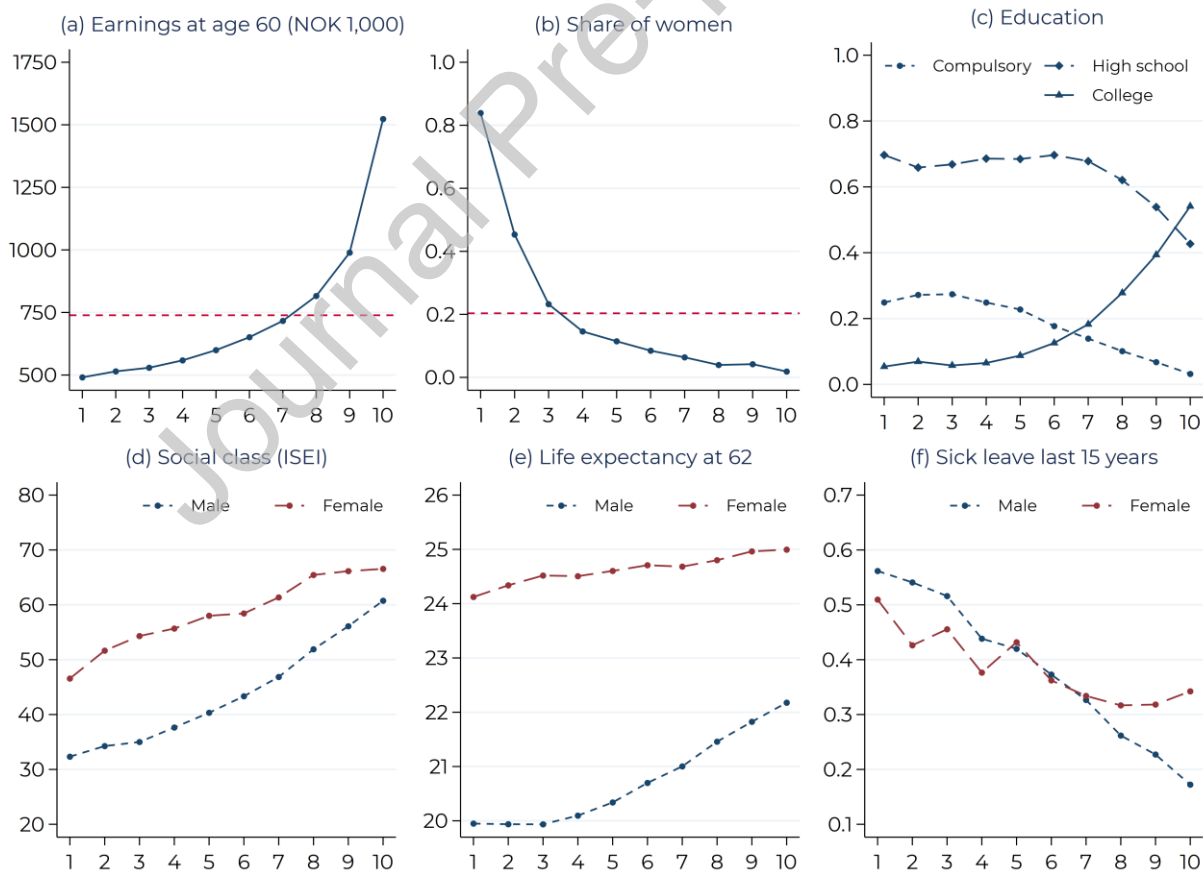 Journal Pre-
(a) Earnings at age 60 (NOK 1,000)
1750
1500
1250
1000
750
500
1 2 3 4 5 6 7 8 9 10
(b) Share of women
1.0
0.8
0.6
0.4
0.2
0.0
1 2 3 4 5 6 7 8 9 10
(c) Education
Compulsory High school
College
1.0
0.8
0.6
0.4
0.2
0.0
1 2 3 4 5 6 7 8 9 10
(d) Social class (ISEI)
Male Female
80
70
60
50
40
30
20
1 2 3 4 5 6 7 8 9 10
(e) Life expectancy at 62
Male Female
26
25
24
23
22
21
20
1 2 3 4 5 6 7 8 9 10
(f) Sick leave last 15 years
Male Female
0.7
0.6
0.5
0.4
0.3
0.2
0.1
1 2 3 4 5 6 7 8 9 10